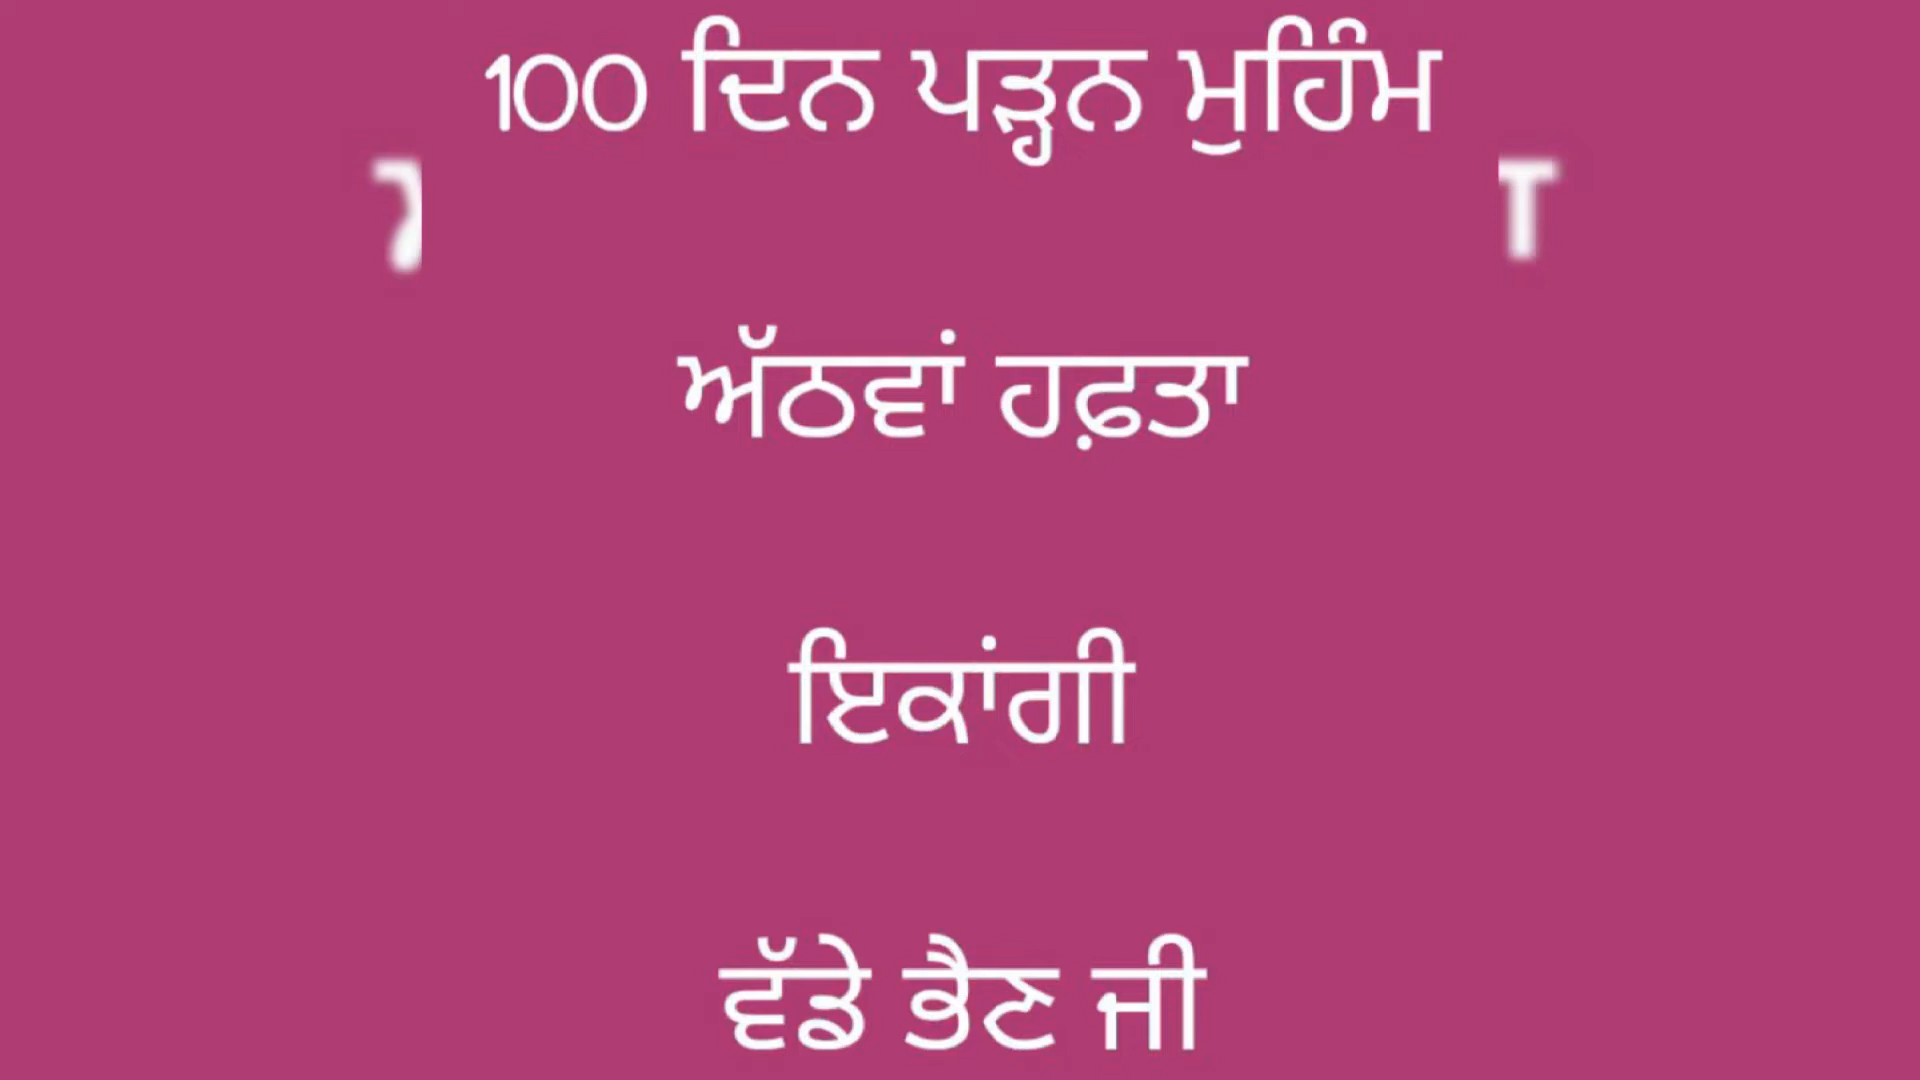 100 ਦਿਨ ਪੜ੍ਹਨ ਮੁਹਿੰਮ
ਅੱਠਵਾਂ ਹਫ਼ਤਾ
ਇਕਾਂਗੀ
ਵੱਡੇ ਭੈਣ ਜੀ